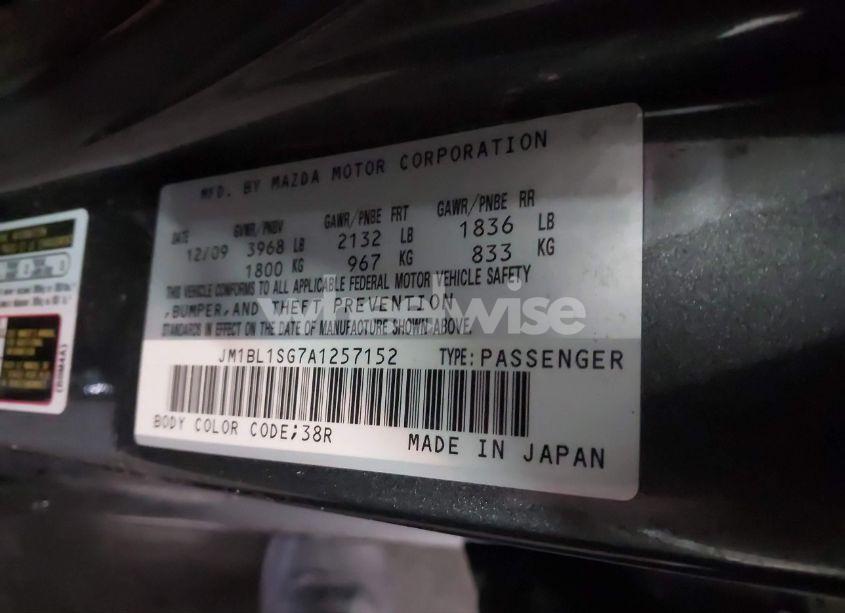 MFD. BY MAZDA MOTOR CORPORATION
DATE GVWR/PNBV GAWR/PNBE FRT GAWR/PNBE RR
12/09 3968 LB 2132 LB 1836 LB
1800 KG 967 KG 833 KG
THIS VEHICLE CONFORMS TO ALL APPLICABLE FEDERAL MOTOR VEHICLE SAFETY
,BUMPER,AND THEFT PREVENTION
STANDARDS IN EFFECT ON THE DATE OF MANUFACTURE SHOWN ABOVE.
JM1BL1SG7A1257152 TYPE:PASSENGER
BODY COLOR CODE;38R MADE IN JAPAN